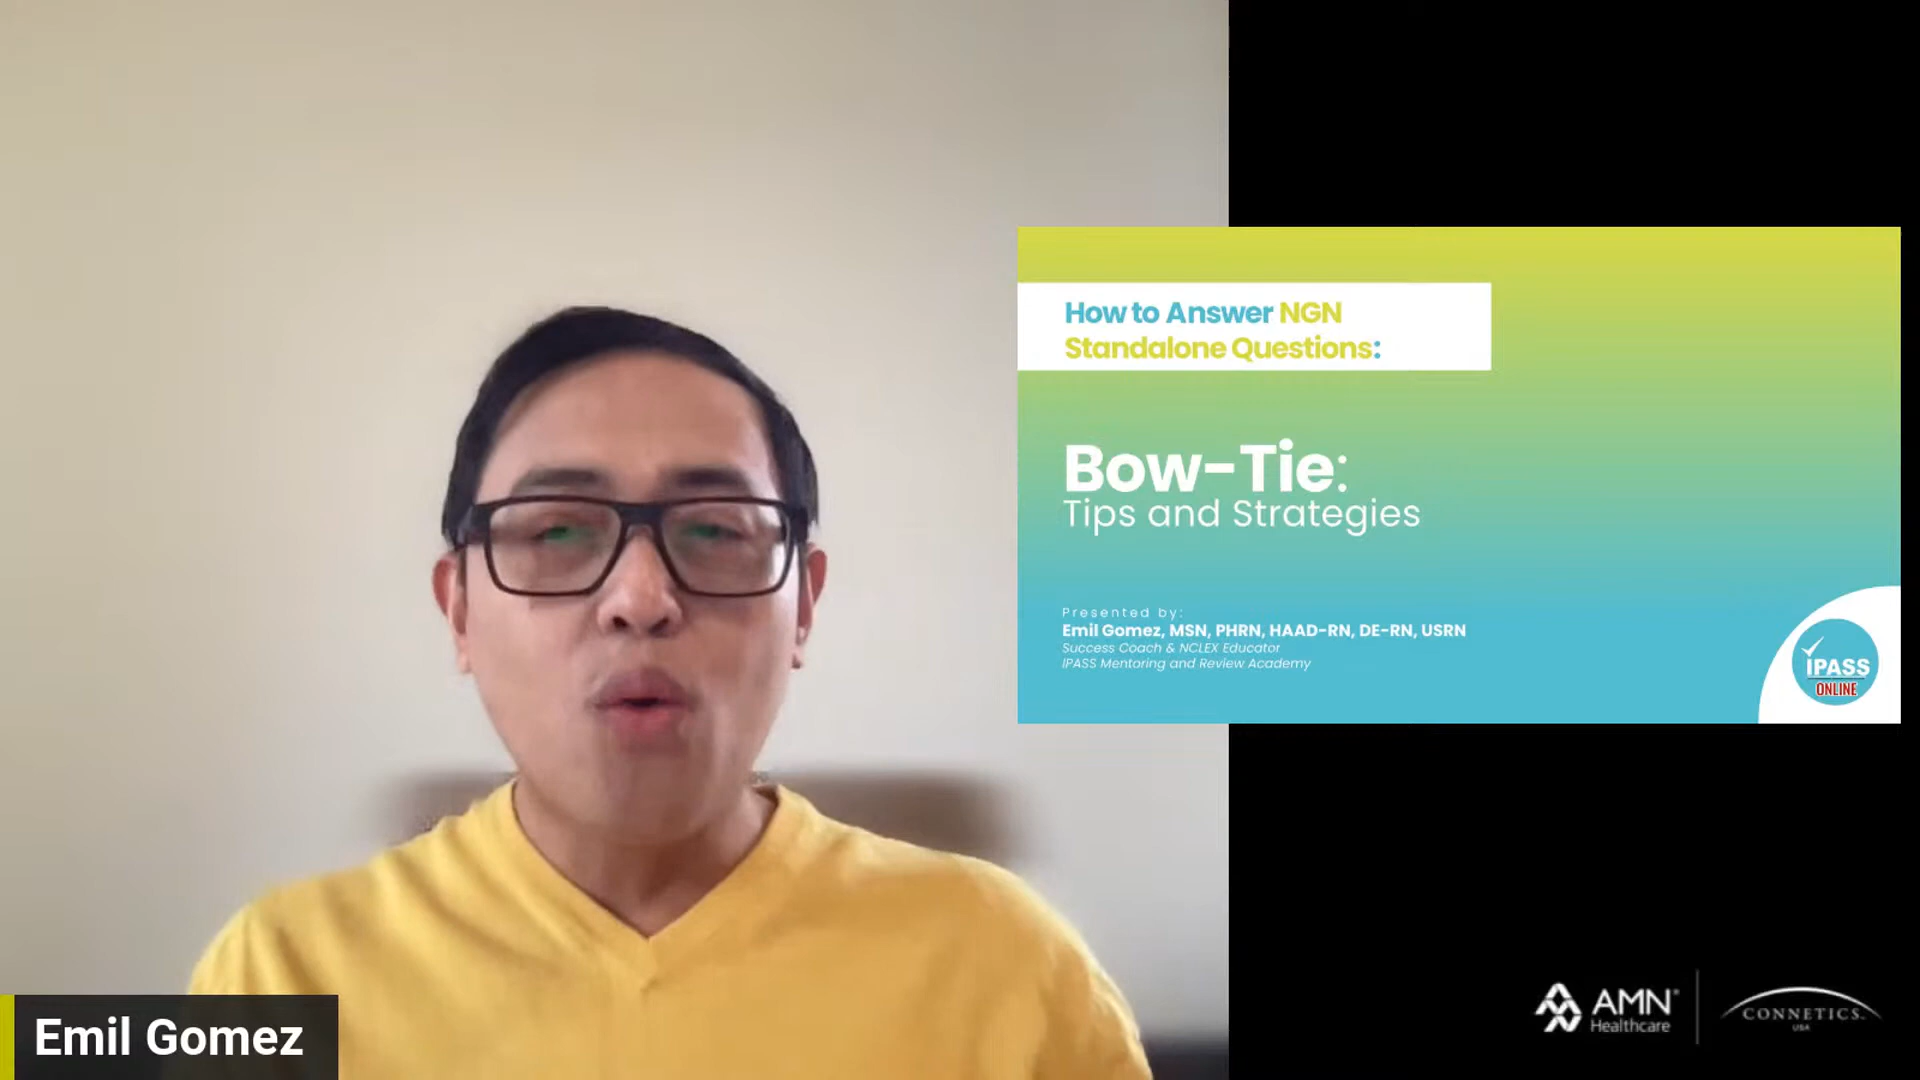 How to Answer NGN
Standalone Questions:
Bow-Tie:
Tips and Strategies
Presented by:
Emil Gomez, MSN, PHRN, HAAD-RN, DE-RN, USRN
Success Coach & NCLEX Educator
IPASS Mentoring and Review Academy
iPASS
ONLINE
Emil Gomez
AMN®
Healthcare
CONNETICS
USA